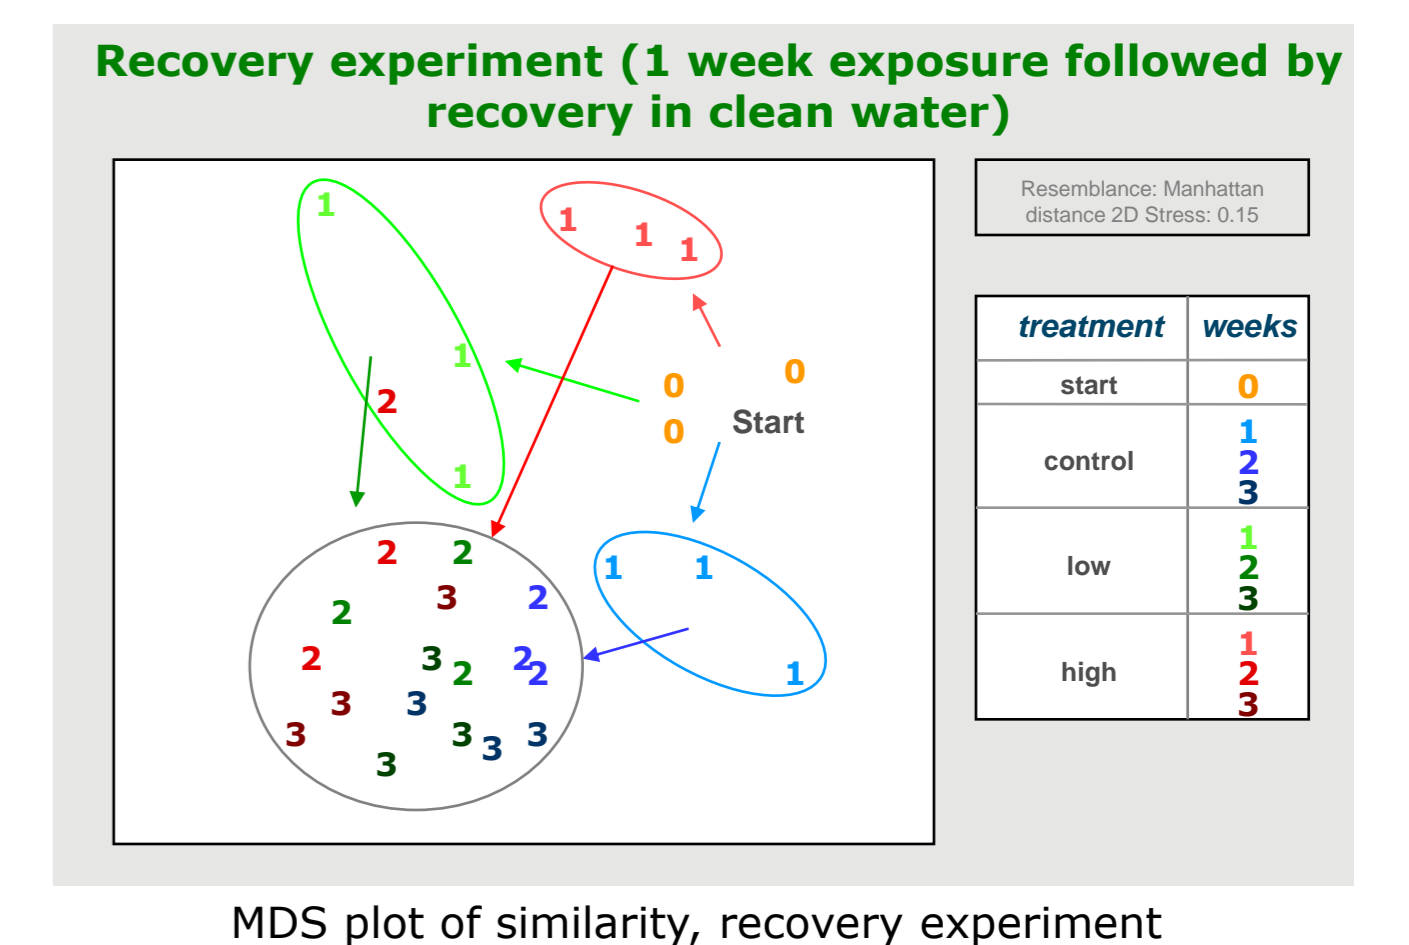 Recovery experiment (1 week exposure followed by
recovery in clean water)
Resemblance: Manhattan
distance 2D Stress: 0.15
1
1 1 1
1
2
1
0 0
0 Start
2 2
3 2
2
2 3 2 2 2
3 3
3 3 3 3
3
1 1
1
treatment weeks
start 0
control 1
2
3
low 1
2
3
high 1
2
3
MDS plot of similarity, recovery experiment